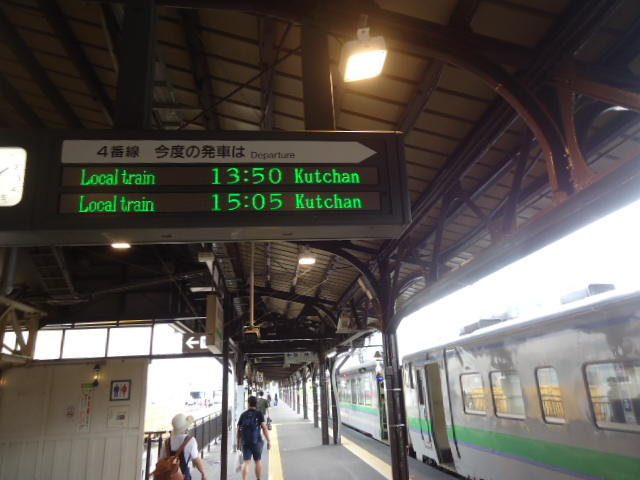 4番線 今度の発車は Departure
Local train 13:50 Kutchan
Local train 15:05 Kutchan